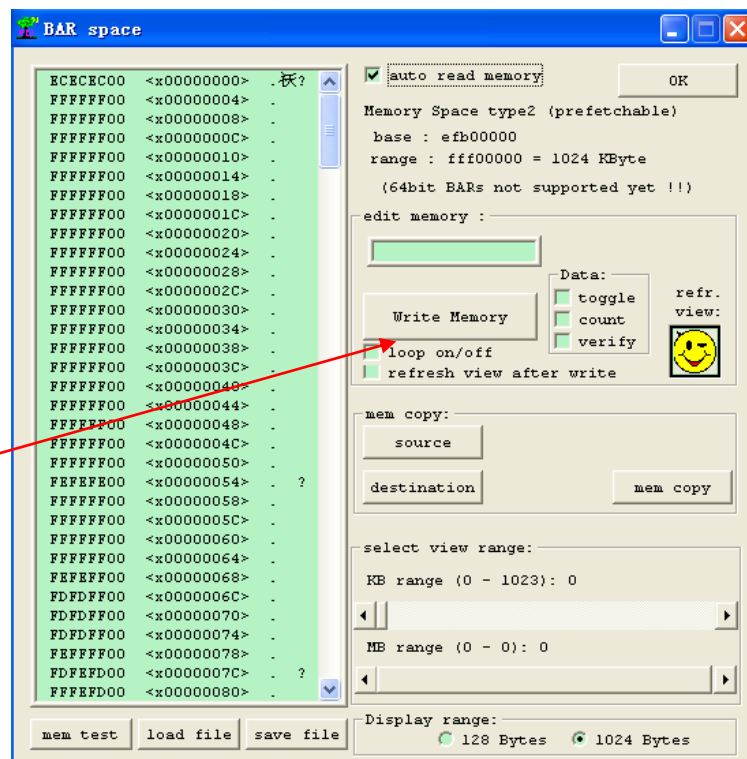 BAR space
ECECEC00 <x00000000> .祆?
FFFFFF00 <x00000004> .
FFFFFF00 <x00000008> .
FFFFFF00 <x0000000C> .
FFFFFF00 <x00000010> .
FFFFFF00 <x00000014> .
FFFFFF00 <x00000018> .
FFFFFF00 <x0000001C> .
FFFFFF00 <x00000020> .
FFFFFF00 <x00000024> .
FFFFFF00 <x00000028> .
FFFFFF00 <x0000002C> .
FFFFFF00 <x00000030> .
FFFFFF00 <x00000034> .
FFFFFF00 <x00000038> .
FFFFFF00 <x0000003C> .
FFFFFF00 <x00000040> .
FFFFFF00 <x00000044> .
FFFFFF00 <x00000048> .
FFFFFF00 <x0000004C> .
FFFFFF00 <x00000050> .
FEFEFE00 <x00000054> . ?
FFFFFF00 <x00000058> .
FFFFFF00 <x0000005C> .
FFFFFF00 <x00000060> .
FFFFFF00 <x00000064> .
FEFEFF00 <x00000068> .
FDFDFF00 <x0000006C> .
FDFDFF00 <x00000070> .
FDFDFF00 <x00000074> .
FEFFFF00 <x00000078> .
FDFEFD00 <x0000007C> . ?
FFFEFD00 <x00000080> .
mem test
load file
save file
auto read memory
OK
Memory Space type2 (prefetchable)
base : efb00000
range : fff00000 = 1024 KByte
(64bit BARs not supported yet !!)
edit memory :
Write Memory
Data:
toggle
count
verify
refr.
view:
loop on/off
refresh view after write
mem copy:
source
destination
mem copy
select view range:
KB range (0 - 1023): 0
MB range (0 - 0): 0
Display range:
128 Bytes
1024 Bytes